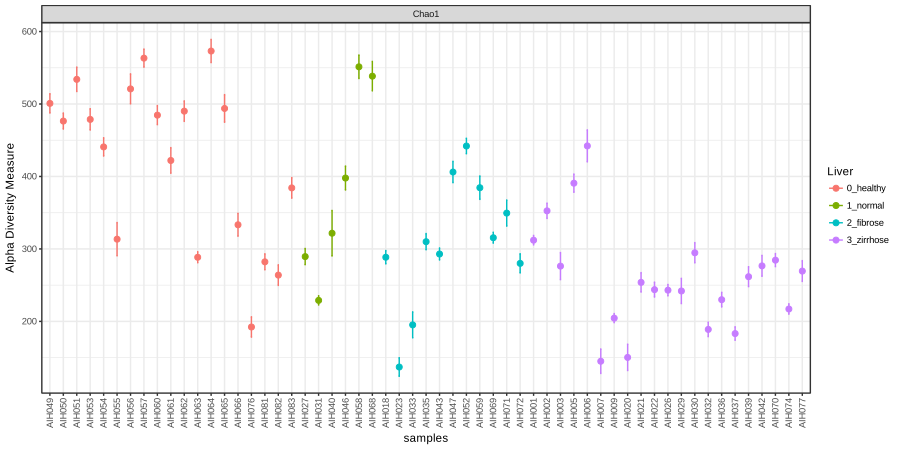 Chao1
600
500
400
300
200
Alpha Diversity Measure
AIH049 AIH050 AIH051 AIH053 AIH054 AIH055 AIH056 AIH057 AIH060 AIH061 AIH062 AIH063 AIH064 AIH065 AIH066 AIH076 AIH081 AIH082 AIH083 AIH027 AIH031 AIH040 AIH046 AIH058 AIH068 AIH018 AIH023 AIH033 AIH035 AIH043 AIH047 AIH052 AIH059 AIH069 AIH071 AIH072 AIH001 AIH002 AIH003 AIH005 AIH006 AIH007 AIH009 AIH020 AIH021 AIH022 AIH026 AIH029 AIH030 AIH032 AIH036 AIH037 AIH039 AIH042 AIH070 AIH074 AIH077
samples
Liver
0_healthy
1_normal
2_fibrose
3_zirrhose